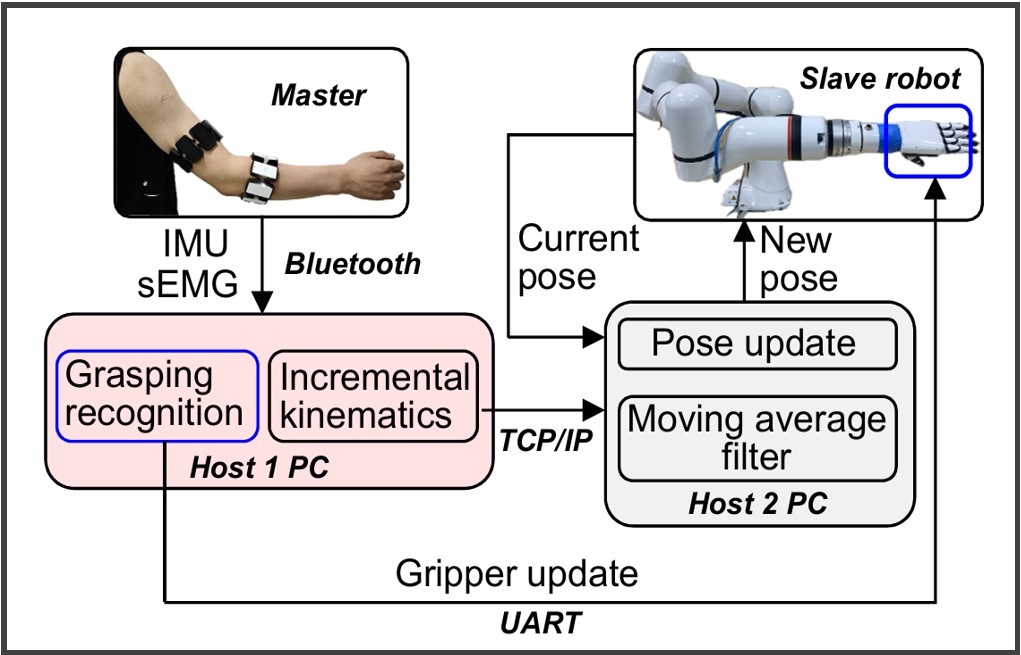 Master
Slave robot
IMU
sEMG
Bluetooth
Current
pose
New
pose
Grasping
recognition
Incremental
kinematics
Host 1 PC
TCP/IP
Pose update
Moving average
filter
Host 2 PC
Gripper update
UART